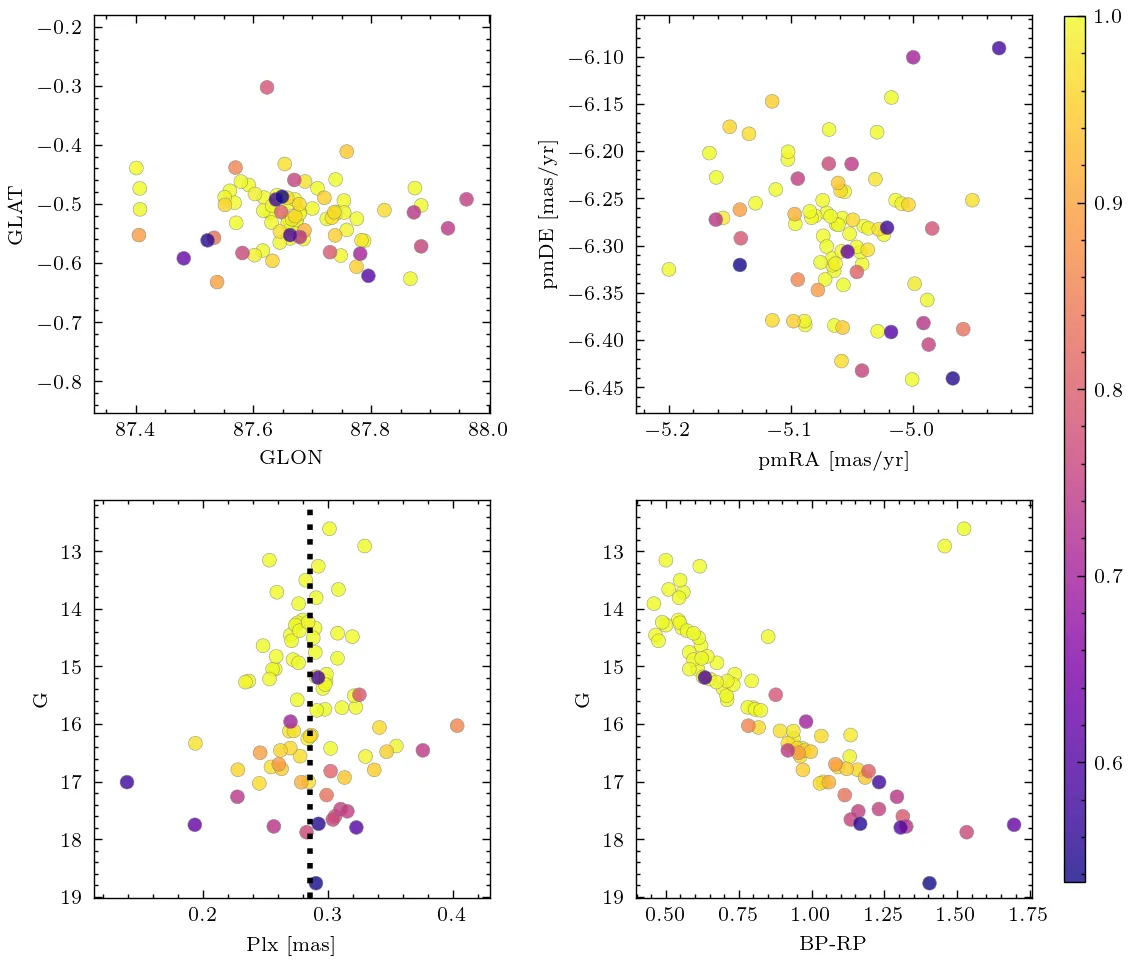 −0.2
−0.3
−0.4
−0.5
−0.6
−0.7
−0.8
GLAT
87.4 87.6 87.8 88.0
GLON
−6.10
−6.15
−6.20
−6.25
−6.30
−6.35
−6.40
−6.45
pmDE [mas/yr]
−5.2 −5.1 −5.0
pmRA [mas/yr]
13
14
15
16
17
18
19
G
0.2 0.3 0.4
Plx [mas]
13
14
15
16
17
18
19
G
0.50 0.75 1.00 1.25 1.50 1.75
BP-RP
1.0
0.9
0.8
0.7
0.6